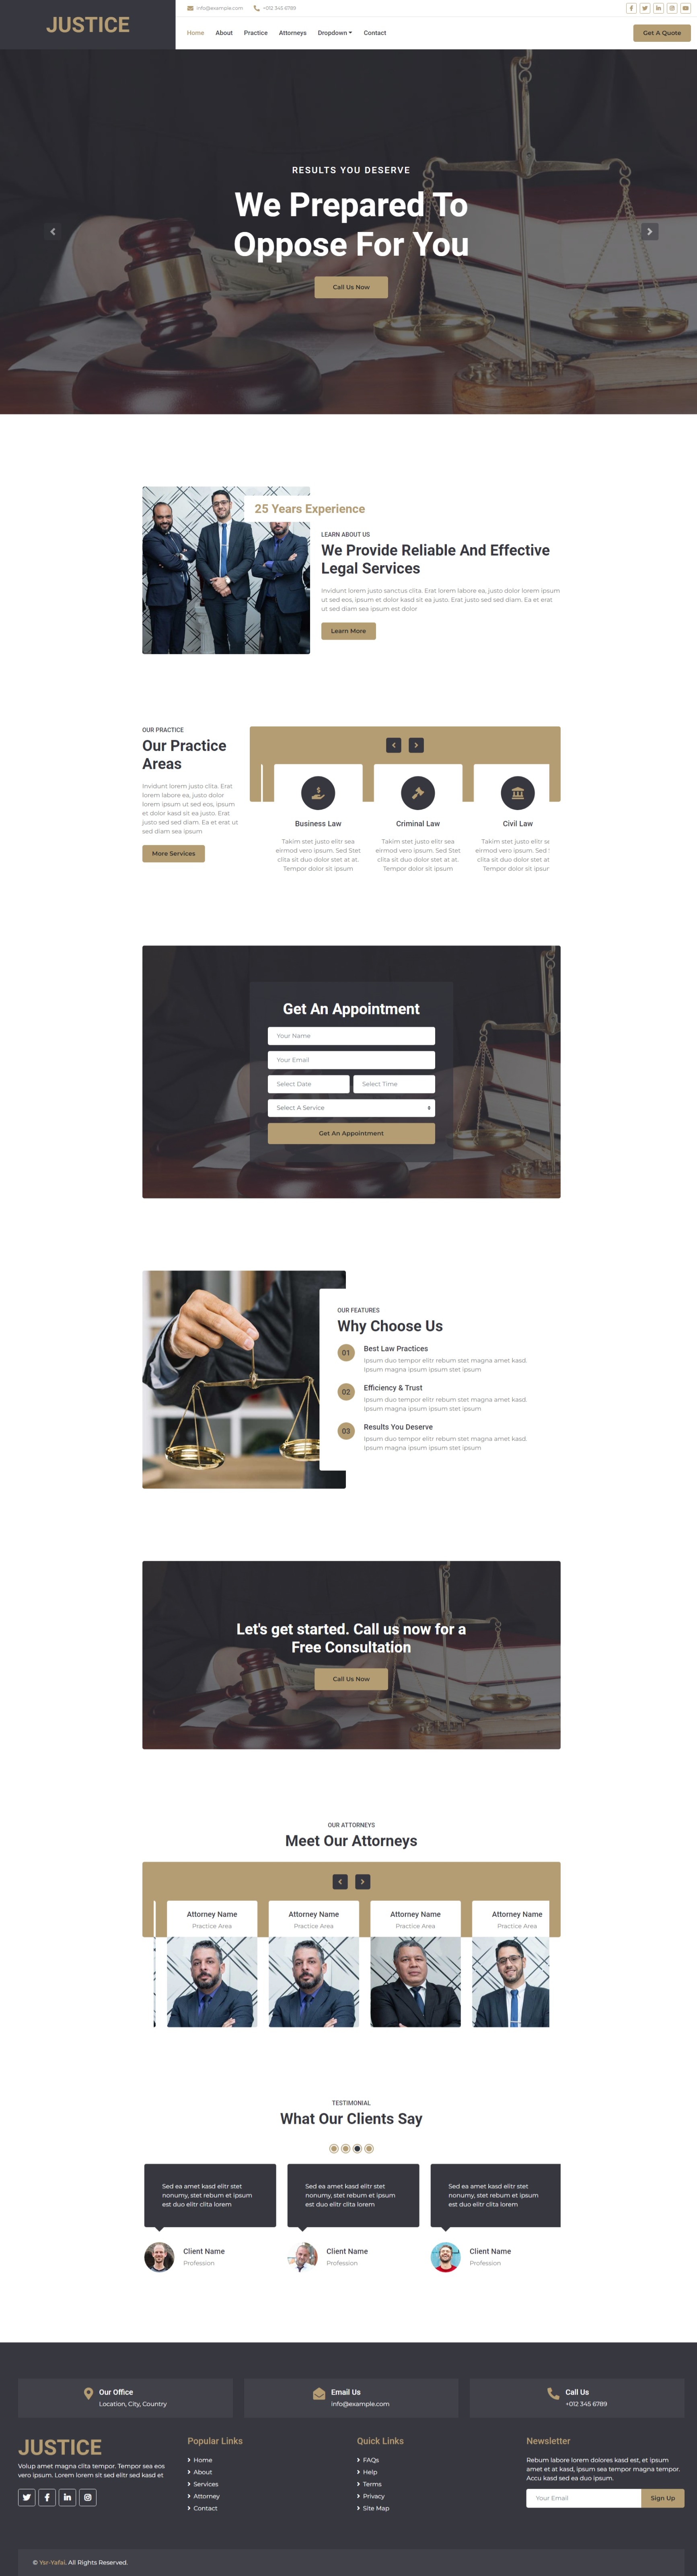 JUSTICE
info@example.com
+012 345 6789
Home
About
Practice
Attorneys
Dropdown
Contact
Get A Quote
RESULTS YOU DESERVE
We Prepared To
Oppose For You
Call Us Now
25 Years Experience
LEARN ABOUT US
We Provide Reliable And Effective
Legal Services
Invidunt lorem justo sanctus clita. Erat lorem labore ea, justo dolor lorem ipsum
ut sed eos, ipsum et dolor kasd sit ea justo. Erat justo sed sed diam. Ea et erat
ut sed diam sea ipsum est dolor
Learn More
OUR PRACTICE
Our Practice
Areas
Invidunt lorem justo clita. Erat
lorem labore ea, justo dolor
lorem ipsum ut sed eos, ipsum
et dolor kasd sit ea justo. Erat
justo sed sed diam. Ea et erat ut
sed diam sea ipsum
More Services
Business Law
Takim stet justo elitr sea
eirmod vero ipsum. Sed Stet
clita sit duo dolor stet at at.
Tempor dolor sit ipsum
Criminal Law
Takim stet justo elitr sea
eirmod vero ipsum. Sed Stet
clita sit duo dolor stet at at.
Tempor dolor sit ipsum
Civil Law
Takim stet justo elitr se
eirmod vero ipsum. Sed
clita sit duo dolor stet at
Tempor dolor sit ipsur
Get An Appointment
Your Name
Your Email
Select Date
Select Time
Select A Service
Get An Appointment
OUR FEATURES
Why Choose Us
01
Best Law Practices
Ipsum duo tempor elitr rebum stet magna amet kasd.
Ipsum magna ipsum ipsum stet ipsum
02
Efficiency & Trust
Ipsum duo tempor elitr rebum stet magna amet kasd.
Ipsum magna ipsum ipsum stet ipsum
03
Results You Deserve
Ipsum duo tempor elitr rebum stet magna amet kasd.
Ipsum magna ipsum ipsum stet ipsum
Let's get started. Call us now for a
Free Consultation
Call Us Now
OUR ATTORNEYS
Meet Our Attorneys
Attorney Name
Practice Area
Attorney Name
Practice Area
Attorney Name
Practice Area
Attorney Name
Practice Area
TESTIMONIAL
What Our Clients Say
Sed ea amet kasd elitr stet
nonumy, stet rebum et ipsum
est duo elitr clita lorem
Client Name
Profession
Sed ea amet kasd elitr stet
nonumy, stet rebum et ipsum
est duo elitr clita lorem
Client Name
Profession
Sed ea amet kasd elitr stet
nonumy, stet rebum et ipsum
est duo elitr clita lorem
Client Name
Profession
Our Office
Location, City, Country
Email Us
info@example.com
Call Us
+012 345 6789
JUSTICE
Volup amet magna clita tempor. Tempor sea eos
vero ipsum. Lorem lorem sit sed elitr sed kasd et
Popular Links
Home
About
Services
Attorney
Contact
Quick Links
FAQs
Help
Terms
Privacy
Site Map
Newsletter
Rebum labore lorem dolores kasd est, et ipsum
amet et at kasd, ipsum sea tempor magna tempor.
Accu kasd sed ea duo ipsum.
Your Email
Sign Up
© Ysr-Yafai. All Rights Reserved.